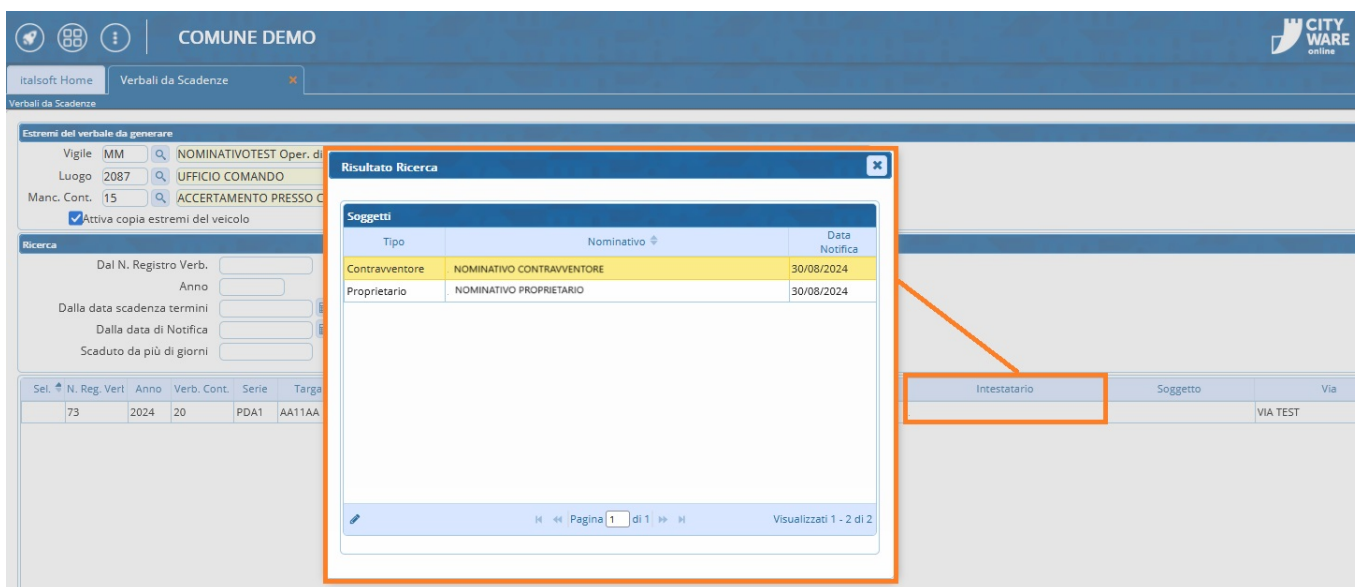 COMUNE DEMO
CITY
WARE
online
italsoft Home
Verbali da Scadenze
Verbali da Scadenze
Estremi del verbale da generare
Vigile MM NOMINATIVOTEST Oper. di
Luogo 2087 UFFICIO COMANDO
Manc. Cont. 15 ACCERTAMENTO PRESSO
Attiva copia estremi del veicolo
Ricerca
Dal N. Registro Verb.
Anno
Dalla data scadenza termini
Dalla data di Notifica
Scaduto da più di giorni
Sel. N. Reg. Vert Anno Verb. Cont. Serie Targa Intestatario Soggetto Via
73 2024 20 PDA1 AA11AA VIA TEST
Risultato Ricerca
Soggetti
Tipo Nominativo Data Notifica
Contravventore NOMINATIVO CONTRAVVENTORE 30/08/2024
Proprietario NOMINATIVO PROPRIETARIO 30/08/2024
Pagina 1 di 1 Visualizzati 1 - 2 di 2